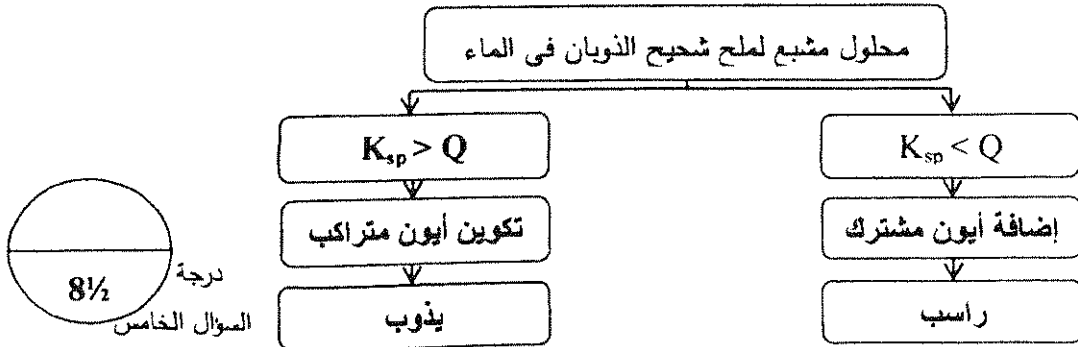 محلول مشبع لملح شحيح الذوبان فى الماء
K_sp < Q
K_sp > Q
إضافة أيون مشترك
تكوين أيون متراكب
راسب
يذوب
8½
درجة
السؤال الخامس